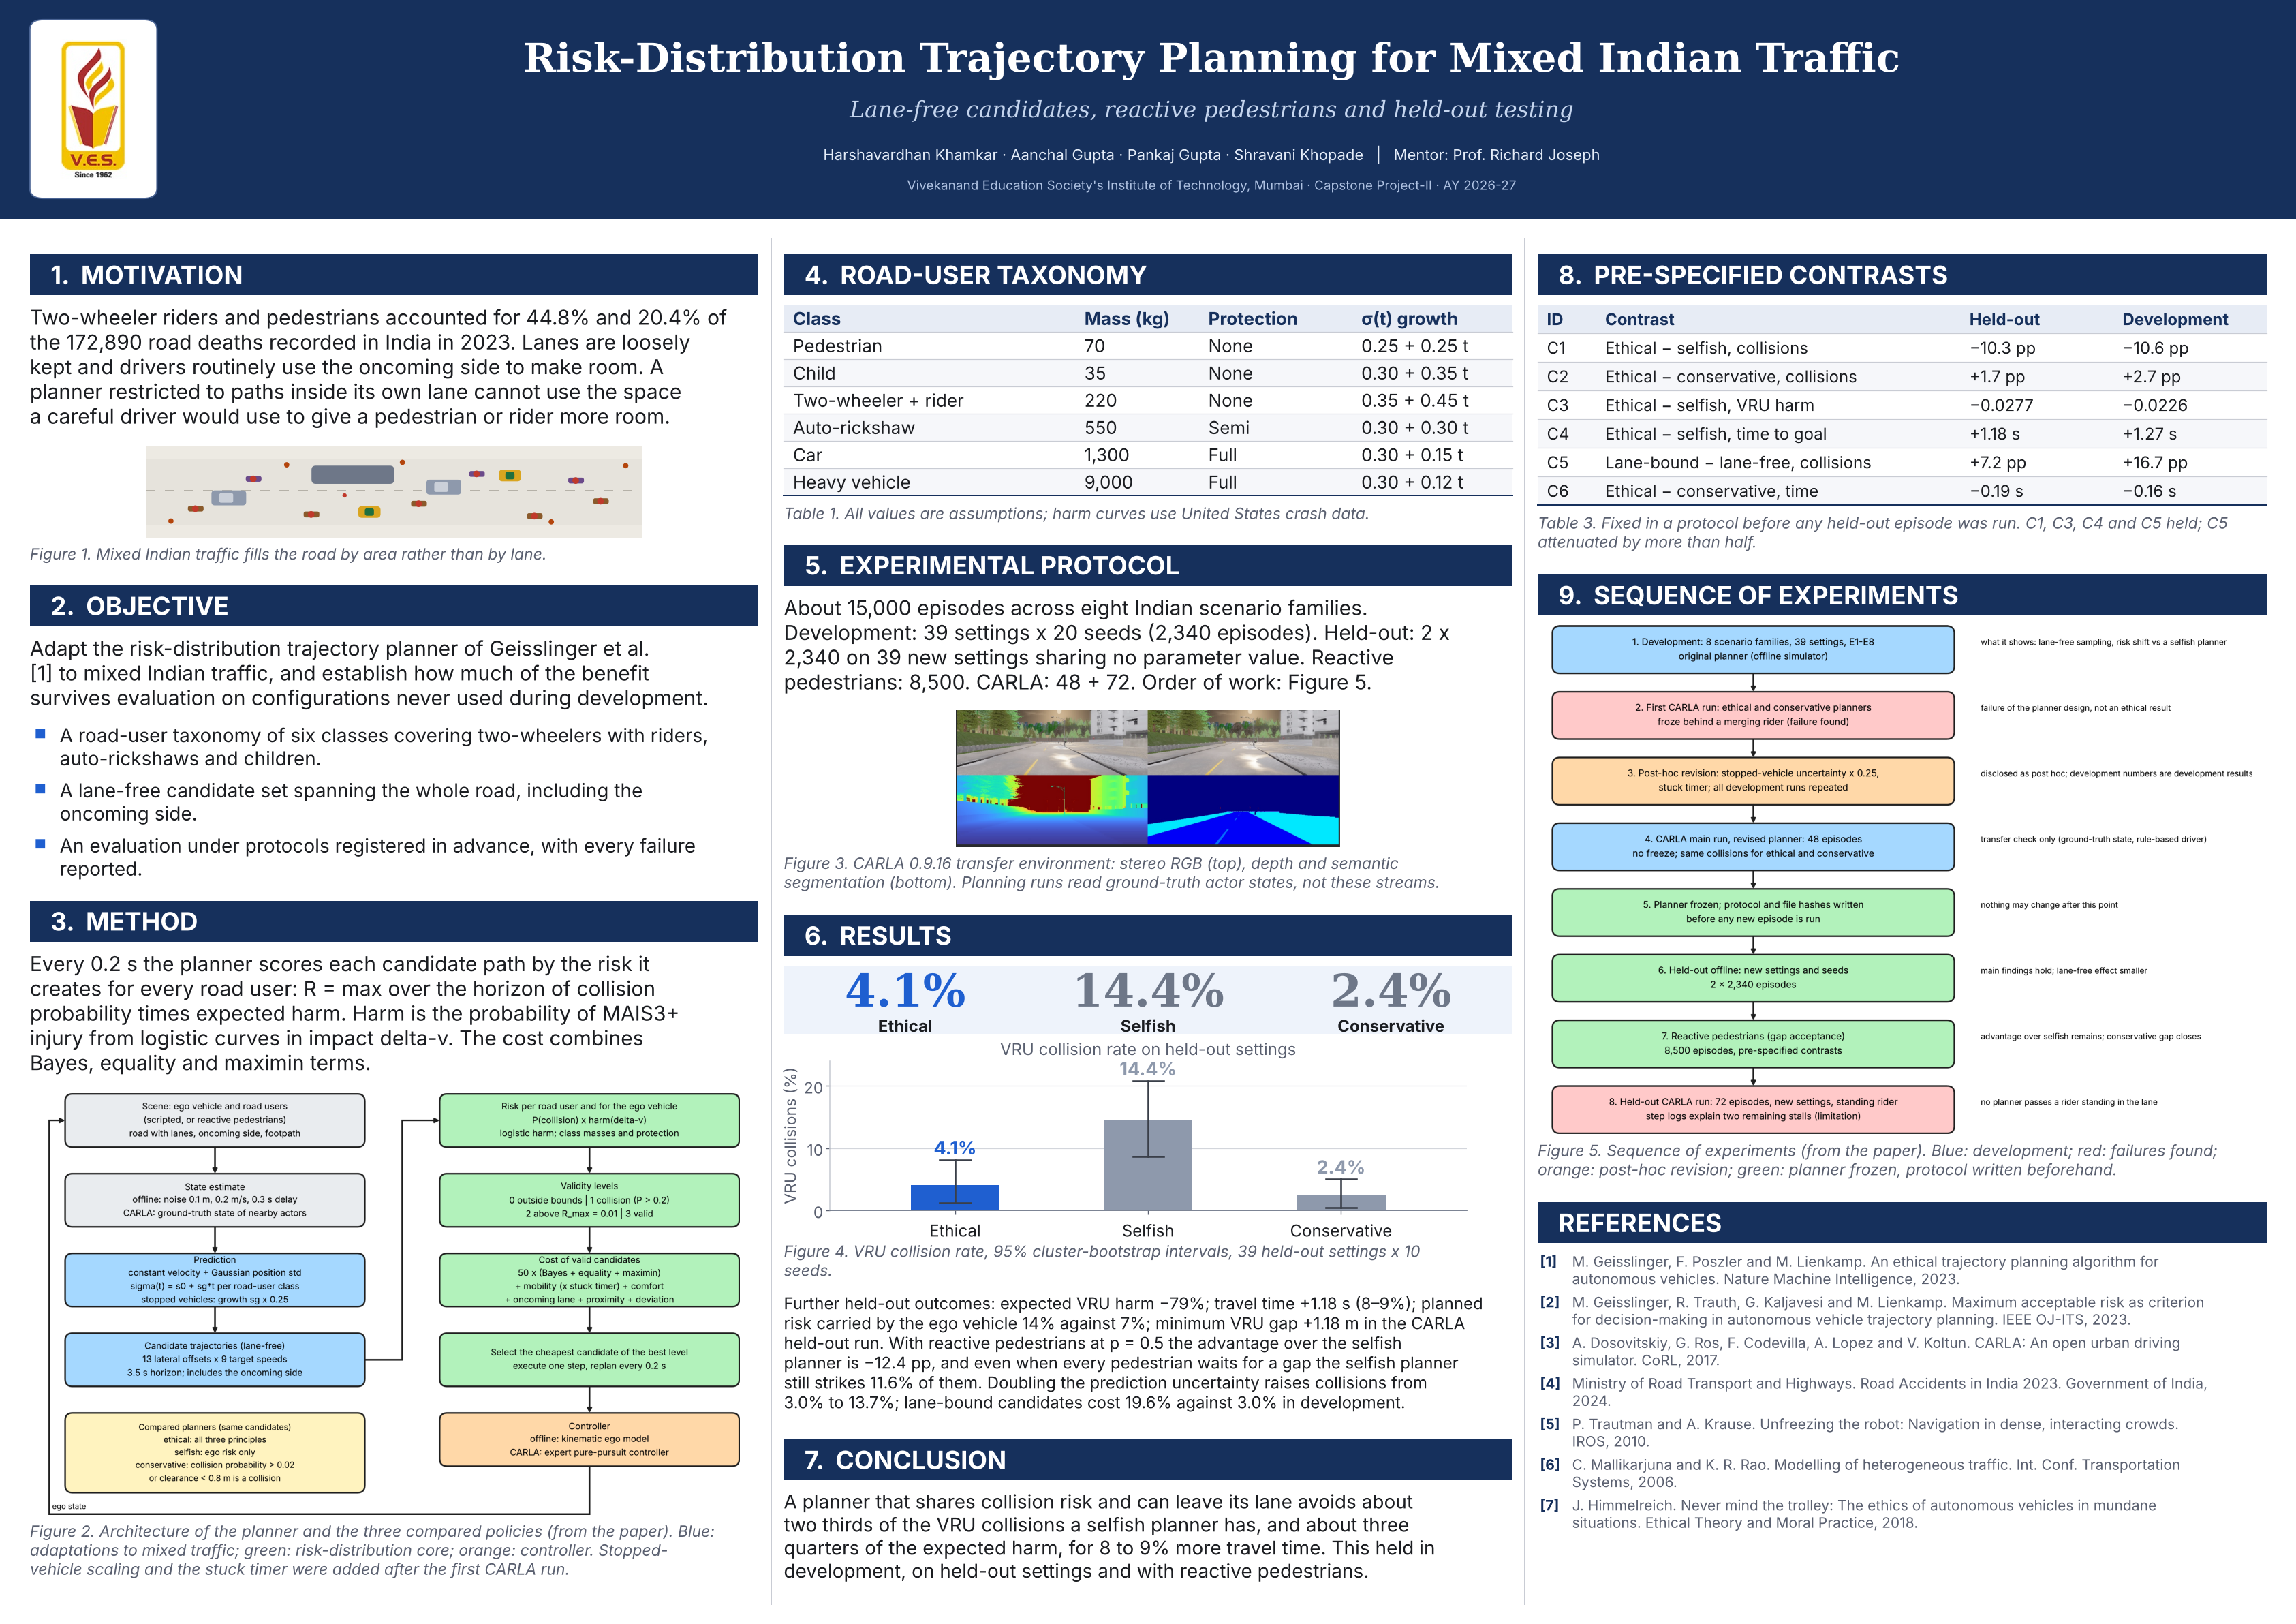 V.E.S.
Since 1962
Risk-Distribution Trajectory Planning for Mixed Indian Traffic
Lane-free candidates, reactive pedestrians and held-out testing
Harshavardhan Khamkar · Aanchal Gupta · Pankaj Gupta · Shravani Khopade | Mentor: Prof. Richard Joseph
Vivekanand Education Society's Institute of Technology, Mumbai · Capstone Project-II · AY 2026-27
1. MOTIVATION
Two-wheeler riders and pedestrians accounted for 44.8% and 20.4% of
the 172,890 road deaths recorded in India in 2023. Lanes are loosely
kept and drivers routinely use the oncoming side to make room. A
planner restricted to paths inside its own lane cannot use the space
a careful driver would use to give a pedestrian or rider more room.
Figure 1. Mixed Indian traffic fills the road by area rather than by lane.
2. OBJECTIVE
Adapt the risk-distribution trajectory planner of Geisslinger et al.
[1] to mixed Indian traffic, and establish how much of the benefit
survives evaluation on configurations never used during development.
A road-user taxonomy of six classes covering two-wheelers with riders,
auto-rickshaws and children.
A lane-free candidate set spanning the whole road, including the
oncoming side.
An evaluation under protocols registered in advance, with every failure
reported.
3. METHOD
Every 0.2 s the planner scores each candidate path by the risk it
creates for every road user: R = max over the horizon of collision
probability times expected harm. Harm is the probability of MAIS3+
injury from logistic curves in impact delta-v. The cost combines
Bayes, equality and maximin terms.
Scene: ego vehicle and road users
(scripted, or reactive pedestrians)
road with lanes, oncoming side, footpath
State estimate
offline: noise 0.1 m, 0.2 m/s, 0.3 s delay
CARLA: ground-truth state of nearby actors
Prediction
constant velocity + Gaussian position std
sigma(t) = s0 + sg*t per road-user class
stopped vehicles: growth sg x 0.25
Candidate trajectories (lane-free)
13 lateral offsets x 9 target speeds
3.5 s horizon; includes the oncoming side
Compared planners (same candidates)
ethical: all three principles
selfish: ego risk only
conservative: collision probability > 0.02
or clearance < 0.8 m is a collision
ego state
Risk per road user and for the ego vehicle
P(collision) x harm(delta-v)
logistic harm; class masses and protection
Validity levels
0 outside bounds | 1 collision (P > 0.2)
2 above R_max = 0.01 | 3 valid
Cost of valid candidates
50 x (Bayes + equality + maximin)
+ mobility (x stuck timer) + comfort
+ oncoming lane + proximity + deviation
Select the cheapest candidate of the best level
execute one step, replan every 0.2 s
Controller
offline: kinematic ego model
CARLA: expert pure-pursuit controller
Figure 2. Architecture of the planner and the three compared policies (from the paper). Blue:
adaptations to mixed traffic; green: risk-distribution core; orange: controller. Stopped-
vehicle scaling and the stuck timer were added after the first CARLA run.
4. ROAD-USER TAXONOMY
Class Mass (kg) Protection σ(t) growth
Pedestrian 70 None 0.25 + 0.25 t
Child 35 None 0.30 + 0.35 t
Two-wheeler + rider 220 None 0.35 + 0.45 t
Auto-rickshaw 550 Semi 0.30 + 0.30 t
Car 1,300 Full 0.30 + 0.15 t
Heavy vehicle 9,000 Full 0.30 + 0.12 t
Table 1. All values are assumptions; harm curves use United States crash data.
5. EXPERIMENTAL PROTOCOL
About 15,000 episodes across eight Indian scenario families.
Development: 39 settings x 20 seeds (2,340 episodes). Held-out: 2 x
2,340 on 39 new settings sharing no parameter value. Reactive
pedestrians: 8,500. CARLA: 48 + 72. Order of work: Figure 5.
Figure 3. CARLA 0.9.16 transfer environment: stereo RGB (top), depth and semantic
segmentation (bottom). Planning runs read ground-truth actor states, not these streams.
6. RESULTS
4.1% 14.4% 2.4%
Ethical Selfish Conservative
VRU collision rate on held-out settings
VRU collisions (%)
20
10
0
4.1%
14.4%
2.4%
Ethical Selfish Conservative
Figure 4. VRU collision rate, 95% cluster-bootstrap intervals, 39 held-out settings x 10
seeds.
Further held-out outcomes: expected VRU harm −79%; travel time +1.18 s (8–9%); planned
risk carried by the ego vehicle 14% against 7%; minimum VRU gap +1.18 m in the CARLA
held-out run. With reactive pedestrians at p = 0.5 the advantage over the selfish
planner is −12.4 pp, and even when every pedestrian waits for a gap the selfish planner
still strikes 11.6% of them. Doubling the prediction uncertainty raises collisions from
3.0% to 13.7%; lane-bound candidates cost 19.6% against 3.0% in development.
7. CONCLUSION
A planner that shares collision risk and can leave its lane avoids about
two thirds of the VRU collisions a selfish planner has, and about three
quarters of the expected harm, for 8 to 9% more travel time. This held in
development, on held-out settings and with reactive pedestrians.
8. PRE-SPECIFIED CONTRASTS
ID Contrast Held-out Development
C1 Ethical − selfish, collisions −10.3 pp −10.6 pp
C2 Ethical − conservative, collisions +1.7 pp +2.7 pp
C3 Ethical − selfish, VRU harm −0.0277 −0.0226
C4 Ethical − selfish, time to goal +1.18 s +1.27 s
C5 Lane-bound − lane-free, collisions +7.2 pp +16.7 pp
C6 Ethical − conservative, time −0.19 s −0.16 s
Table 3. Fixed in a protocol before any held-out episode was run. C1, C3, C4 and C5 held; C5
attenuated by more than half.
9. SEQUENCE OF EXPERIMENTS
1. Development: 8 scenario families, 39 settings, E1-E8
original planner (offline simulator)
what it shows: lane-free sampling, risk shift vs a selfish planner
2. First CARLA run: ethical and conservative planners
froze behind a merging rider (failure found)
failure of the planner design, not an ethical result
3. Post-hoc revision: stopped-vehicle uncertainty x 0.25,
stuck timer; all development runs repeated
disclosed as post hoc; development numbers are development results
4. CARLA main run, revised planner: 48 episodes
no freeze; same collisions for ethical and conservative
transfer check only (ground-truth state, rule-based driver)
5. Planner frozen; protocol and file hashes written
before any new episode is run
nothing may change after this point
6. Held-out offline: new settings and seeds
2 × 2,340 episodes
main findings hold; lane-free effect smaller
7. Reactive pedestrians (gap acceptance)
8,500 episodes, pre-specified contrasts
advantage over selfish remains; conservative gap closes
8. Held-out CARLA run: 72 episodes, new settings, standing rider
step logs explain two remaining stalls (limitation)
no planner passes a rider standing in the lane
Figure 5. Sequence of experiments (from the paper). Blue: development; red: failures found;
orange: post-hoc revision; green: planner frozen, protocol written beforehand.
REFERENCES
[1] M. Geisslinger, F. Poszler and M. Lienkamp. An ethical trajectory planning algorithm for
autonomous vehicles. Nature Machine Intelligence, 2023.
[2] M. Geisslinger, R. Trauth, G. Kaljavesi and M. Lienkamp. Maximum acceptable risk as criterion
for decision-making in autonomous vehicle trajectory planning. IEEE OJ-ITS, 2023.
[3] A. Dosovitskiy, G. Ros, F. Codevilla, A. Lopez and V. Koltun. CARLA: An open urban driving
simulator. CoRL, 2017.
[4] Ministry of Road Transport and Highways. Road Accidents in India 2023. Government of India,
2024.
[5] P. Trautman and A. Krause. Unfreezing the robot: Navigation in dense, interacting crowds.
IROS, 2010.
[6] C. Mallikarjuna and K. R. Rao. Modelling of heterogeneous traffic. Int. Conf. Transportation
Systems, 2006.
[7] J. Himmelreich. Never mind the trolley: The ethics of autonomous vehicles in mundane
situations. Ethical Theory and Moral Practice, 2018.